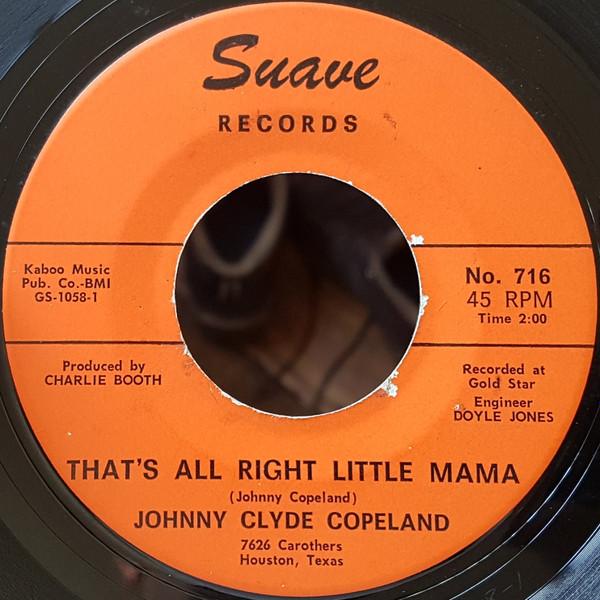 Suave
RECORDS
Kaboo Music
Pub. Co.-BMI
GS-1058-1
No. 716
45 RPM
Time 2:00
Produced by
CHARLIE BOOTH
Recorded at
Gold Star
Engineer
DOYLE JONES
THAT'S ALL RIGHT LITTLE MAMA
(Johnny Copeland)
JOHNNY CLYDE COPELAND
7626 Carothers
Houston, Texas